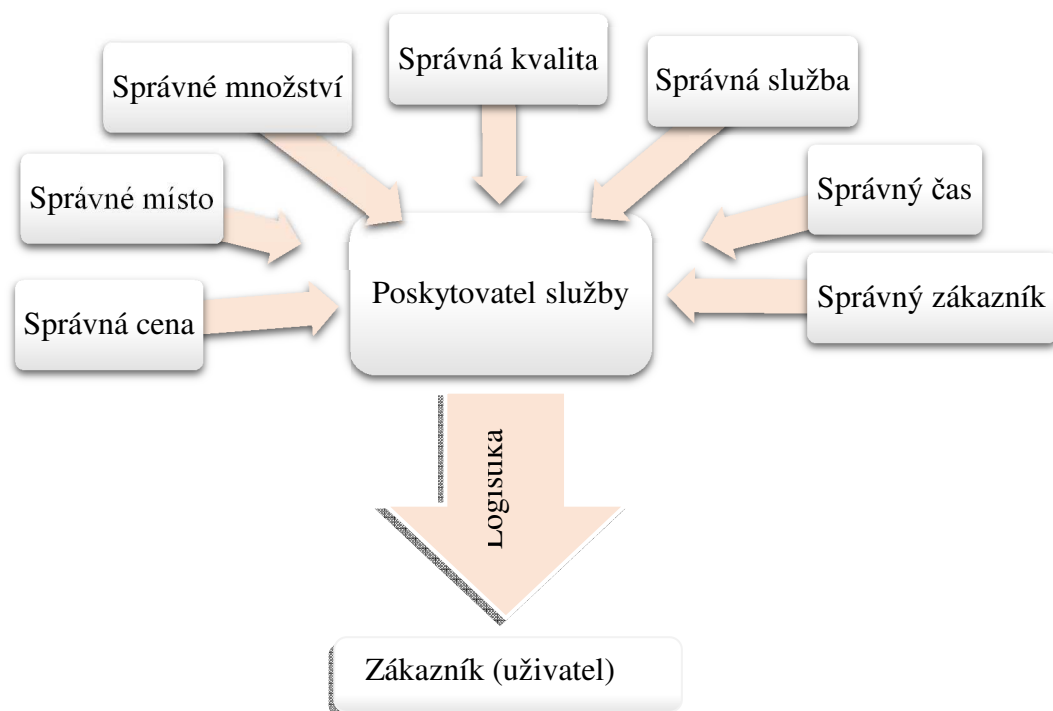 Správná kvalita
Správné množství
Správná služba
Správné místo
Správný čas
Správná cena
Správný zákazník
Poskytovatel služby
Logistika
Zákazník (uživatel)